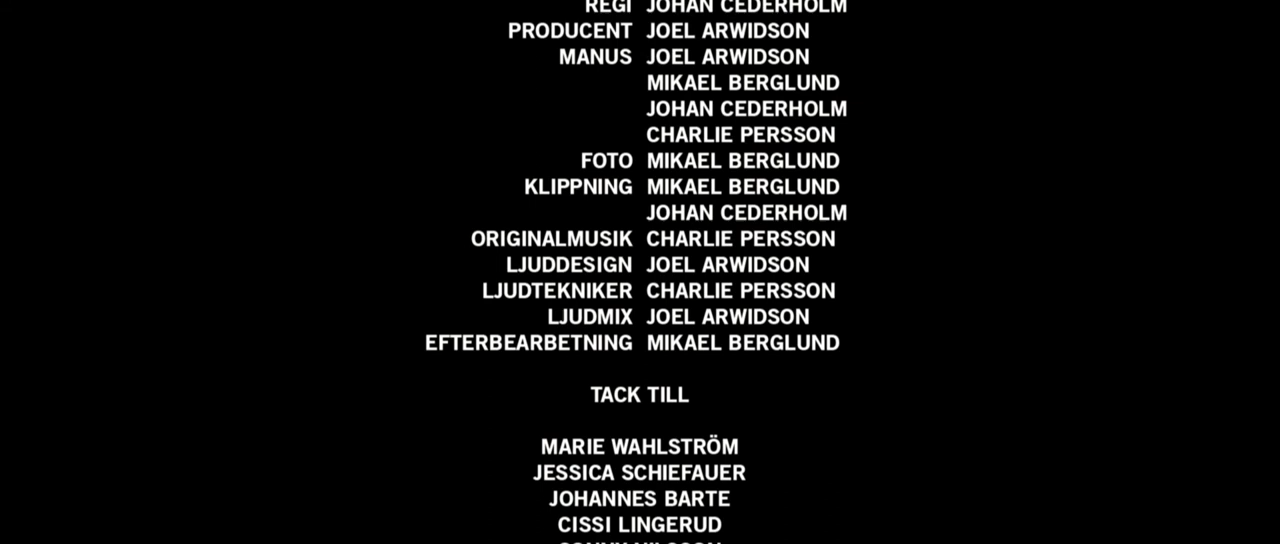 REGI JOHAN CEDERHOLM
PRODUCENT JOEL ARWIDSON
MANUS JOEL ARWIDSON
MIKAEL BERGLUND
JOHAN CEDERHOLM
CHARLIE PERSSON
FOTO MIKAEL BERGLUND
KLIPPNING MIKAEL BERGLUND
JOHAN CEDERHOLM
ORIGINALMUSIK CHARLIE PERSSON
LJUDDESIGN JOEL ARWIDSON
LJUDTEKNIKER CHARLIE PERSSON
LJUDMIX JOEL ARWIDSON
EFTERBEARBETNING MIKAEL BERGLUND
TACK TILL
MARIE WAHLSTRÖM
JESSICA SCHIEFAUER
JOHANNES BARTE
CISSI LINGERUD